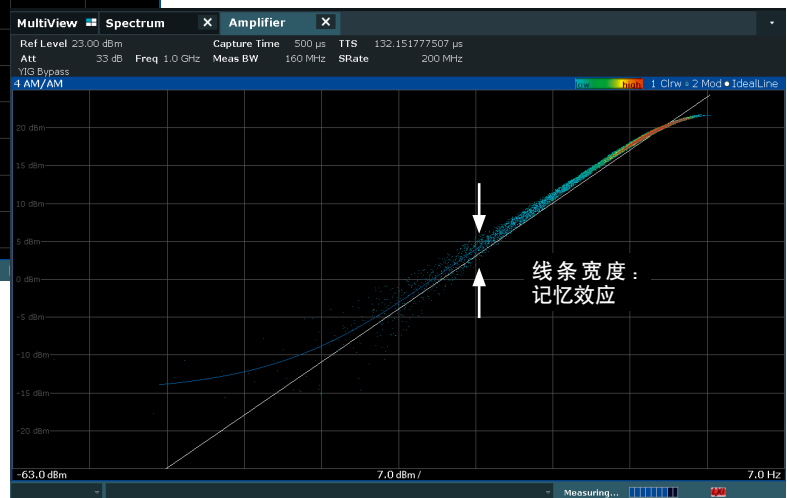 MultiView Spectrum X Amplifier X
Ref Level 23.00 dBm Capture Time 500 µs TTS 132.151777507 µs
Att 33 dB Freq 1.0 GHz Meas BW 160 MHz SRate 200 MHz
YIG Bypass
4 AM/AM low high 1 Clrw 2 Mod IdealLine
20 dBm
15 dBm
10 dBm
5 dBm
线条宽度：
0 dBm
记忆效应
-5 dBm
-10 dBm
-15 dBm
-20 dBm
-63.0 dBm 7.0 dBm/ 7.0 Hz
Measuring...